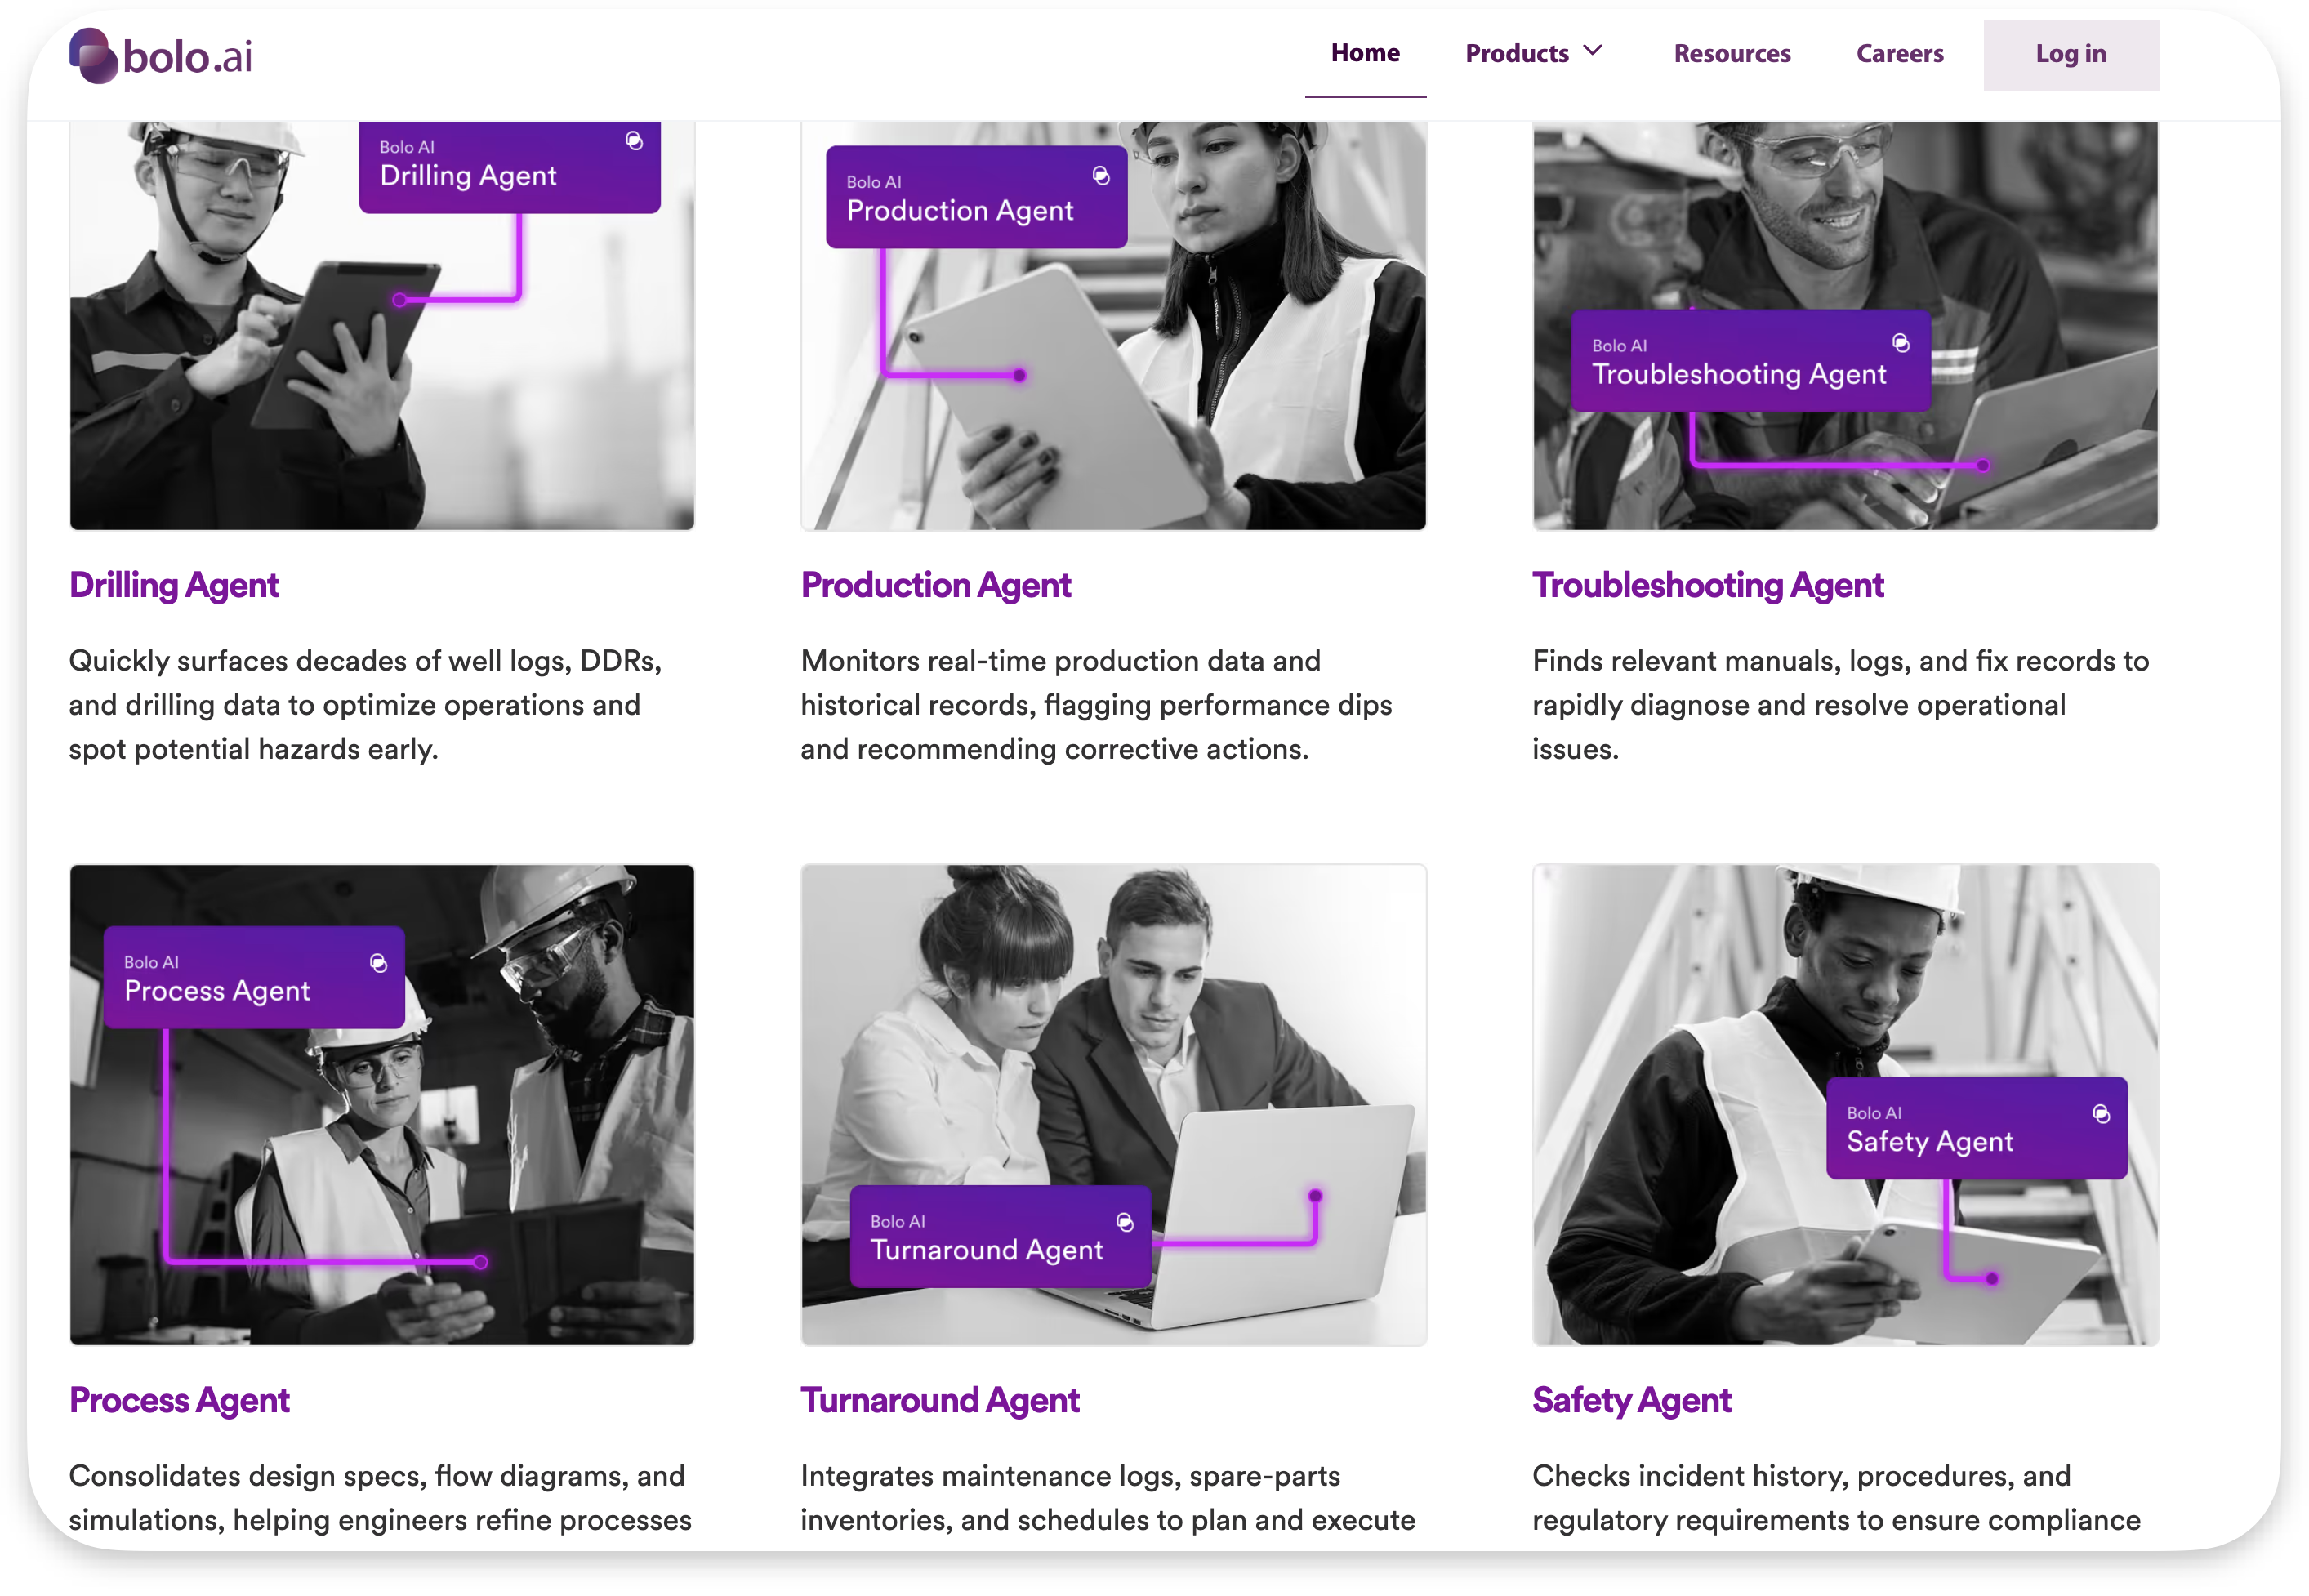 bolo.ai
Home
Products
Resources
Careers
Log in
Bolo AI
Drilling Agent
Bolo AI
Production Agent
Bolo AI
Troubleshooting Agent
Drilling Agent
Quickly surfaces decades of well logs, DDRs,
and drilling data to optimize operations and
spot potential hazards early.
Production Agent
Monitors real-time production data and
historical records, flagging performance dips
and recommending corrective actions.
Troubleshooting Agent
Finds relevant manuals, logs, and fix records to
rapidly diagnose and resolve operational
issues.
Bolo AI
Process Agent
Bolo AI
Turnaround Agent
Bolo AI
Safety Agent
Process Agent
Consolidates design specs, flow diagrams, and
simulations, helping engineers refine processes
Turnaround Agent
Integrates maintenance logs, spare-parts
inventories, and schedules to plan and execute
Safety Agent
Checks incident history, procedures, and
regulatory requirements to ensure compliance